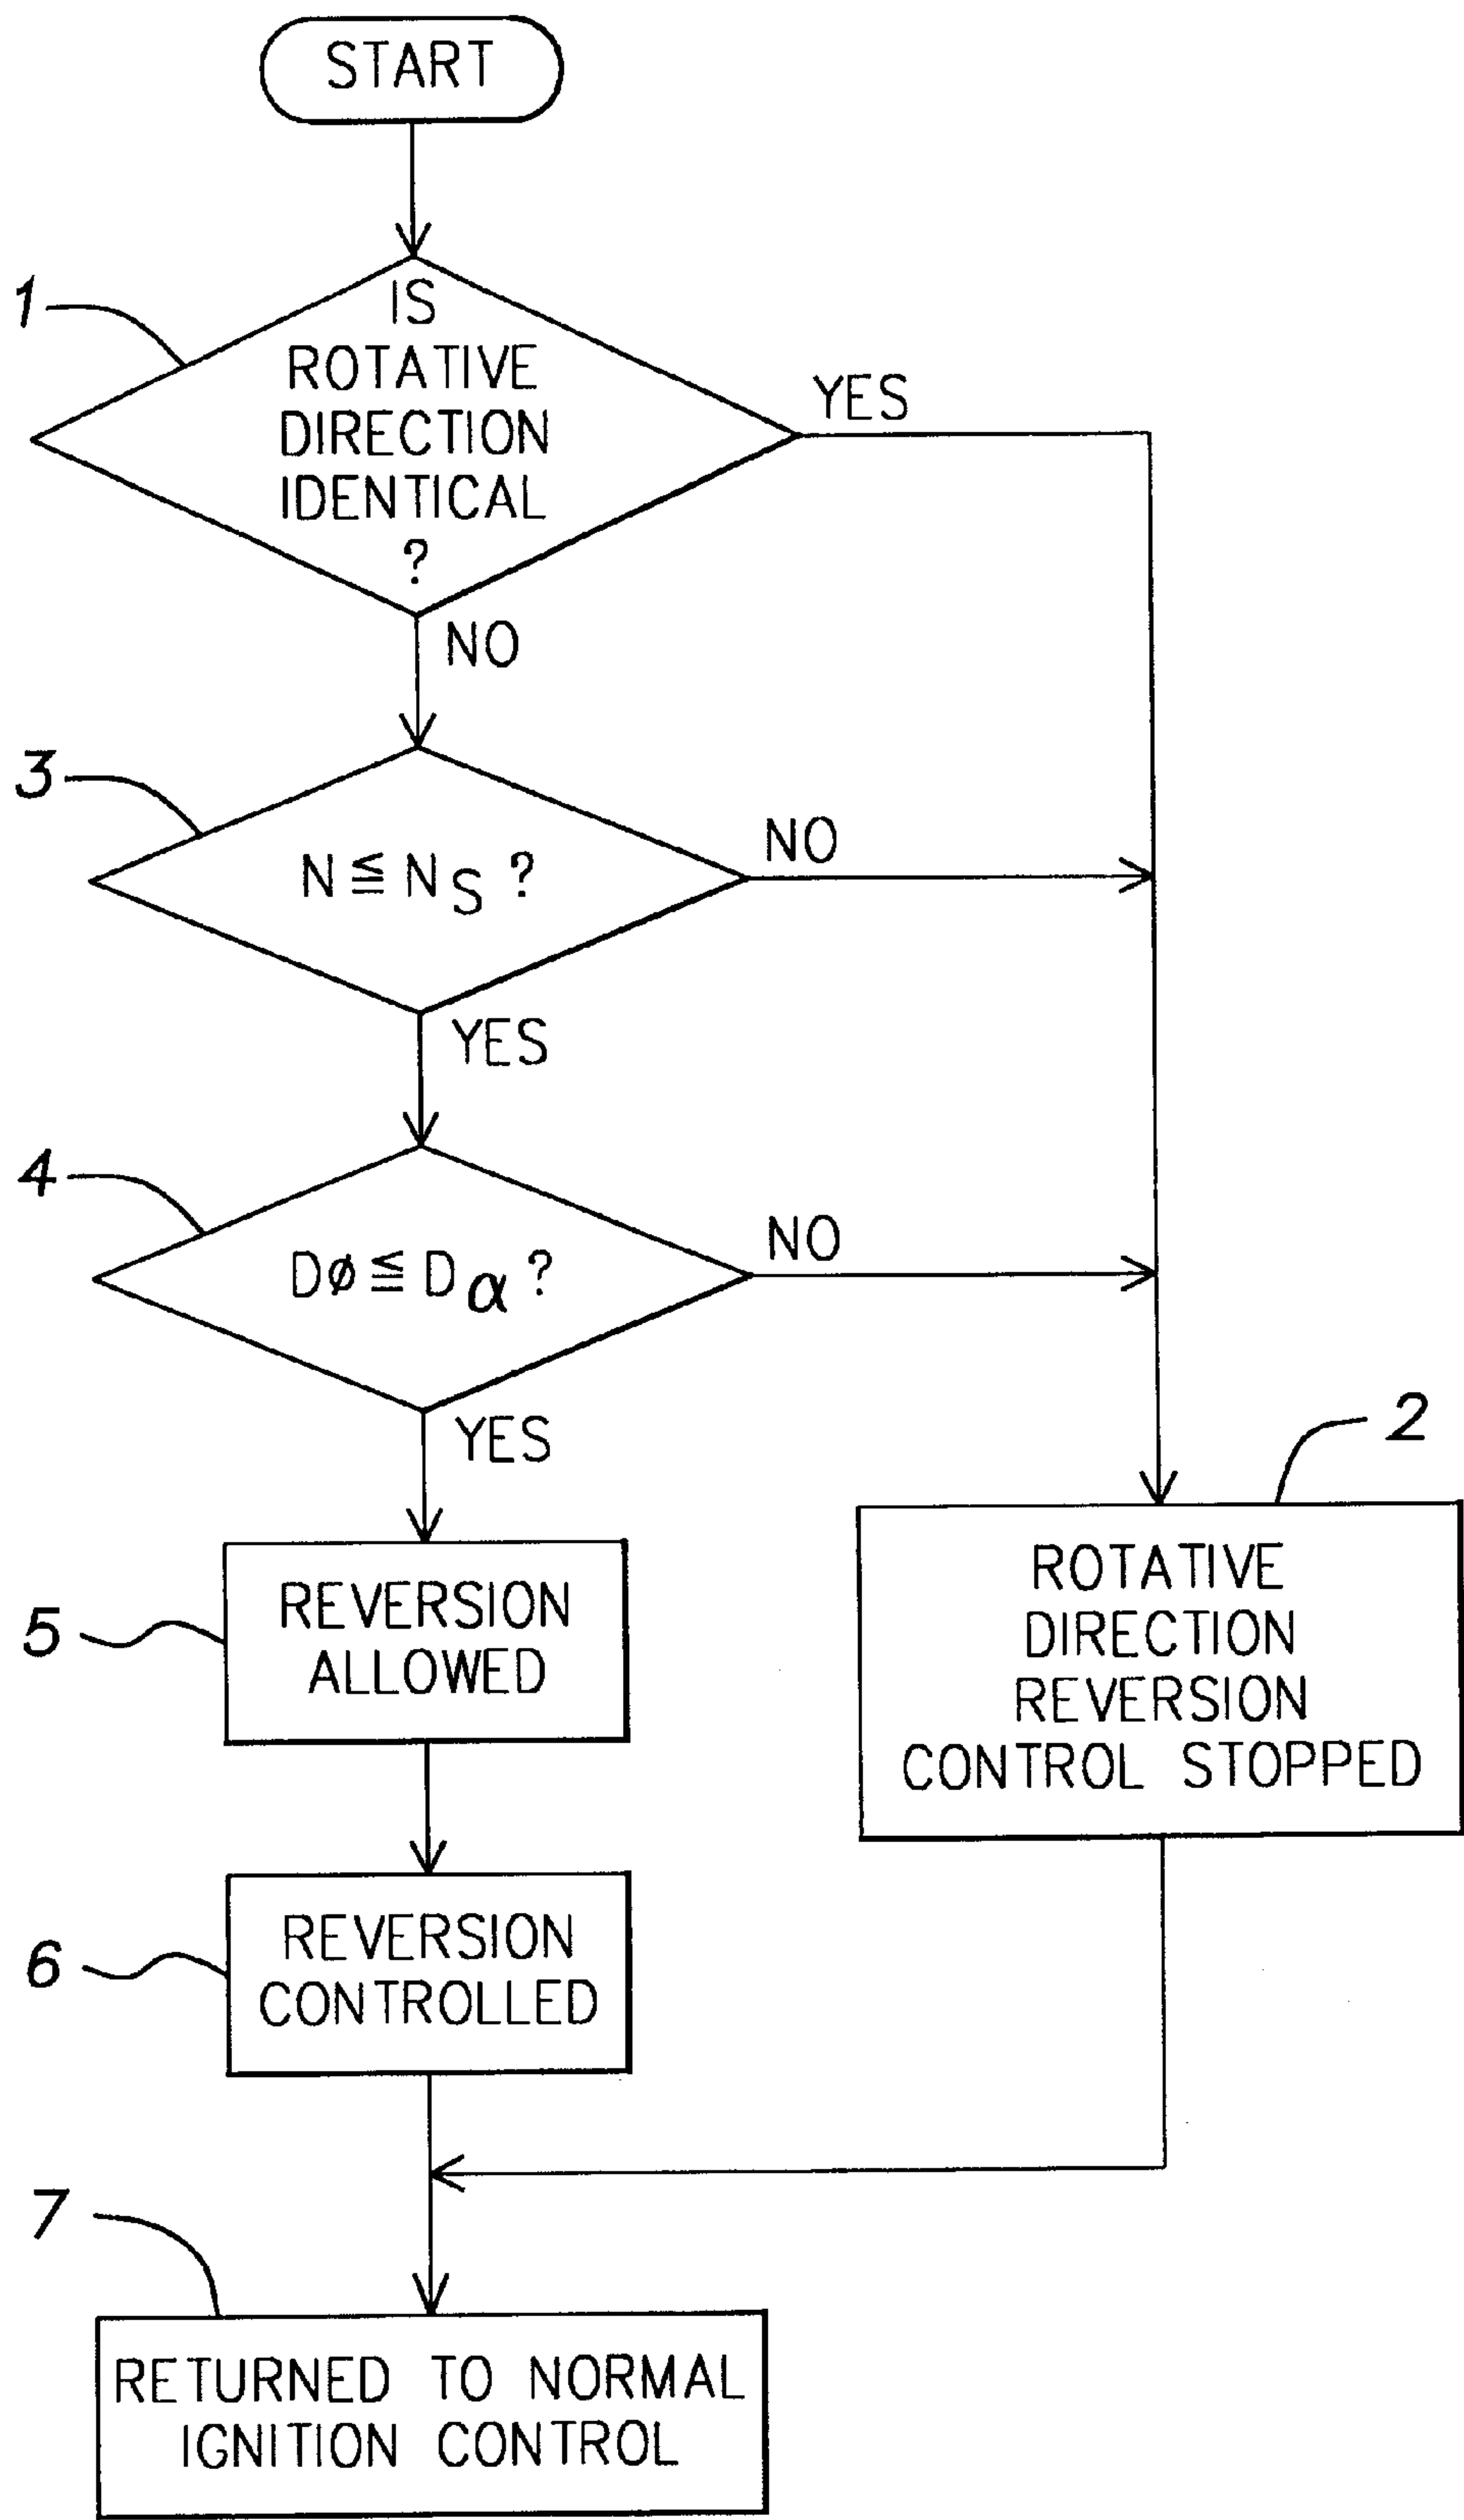 START
1
IS
ROTATIVE
DIRECTION
IDENTICAL
?
YES
NO
3
N ≦ NS ?
NO
YES
4
Dø ≦ Dα ?
NO
YES
2
5
REVERSION
ALLOWED
ROTATIVE
DIRECTION
REVERSION
CONTROL STOPPED
6
REVERSION
CONTROLLED
7
RETURNED TO NORMAL
IGNITION CONTROL